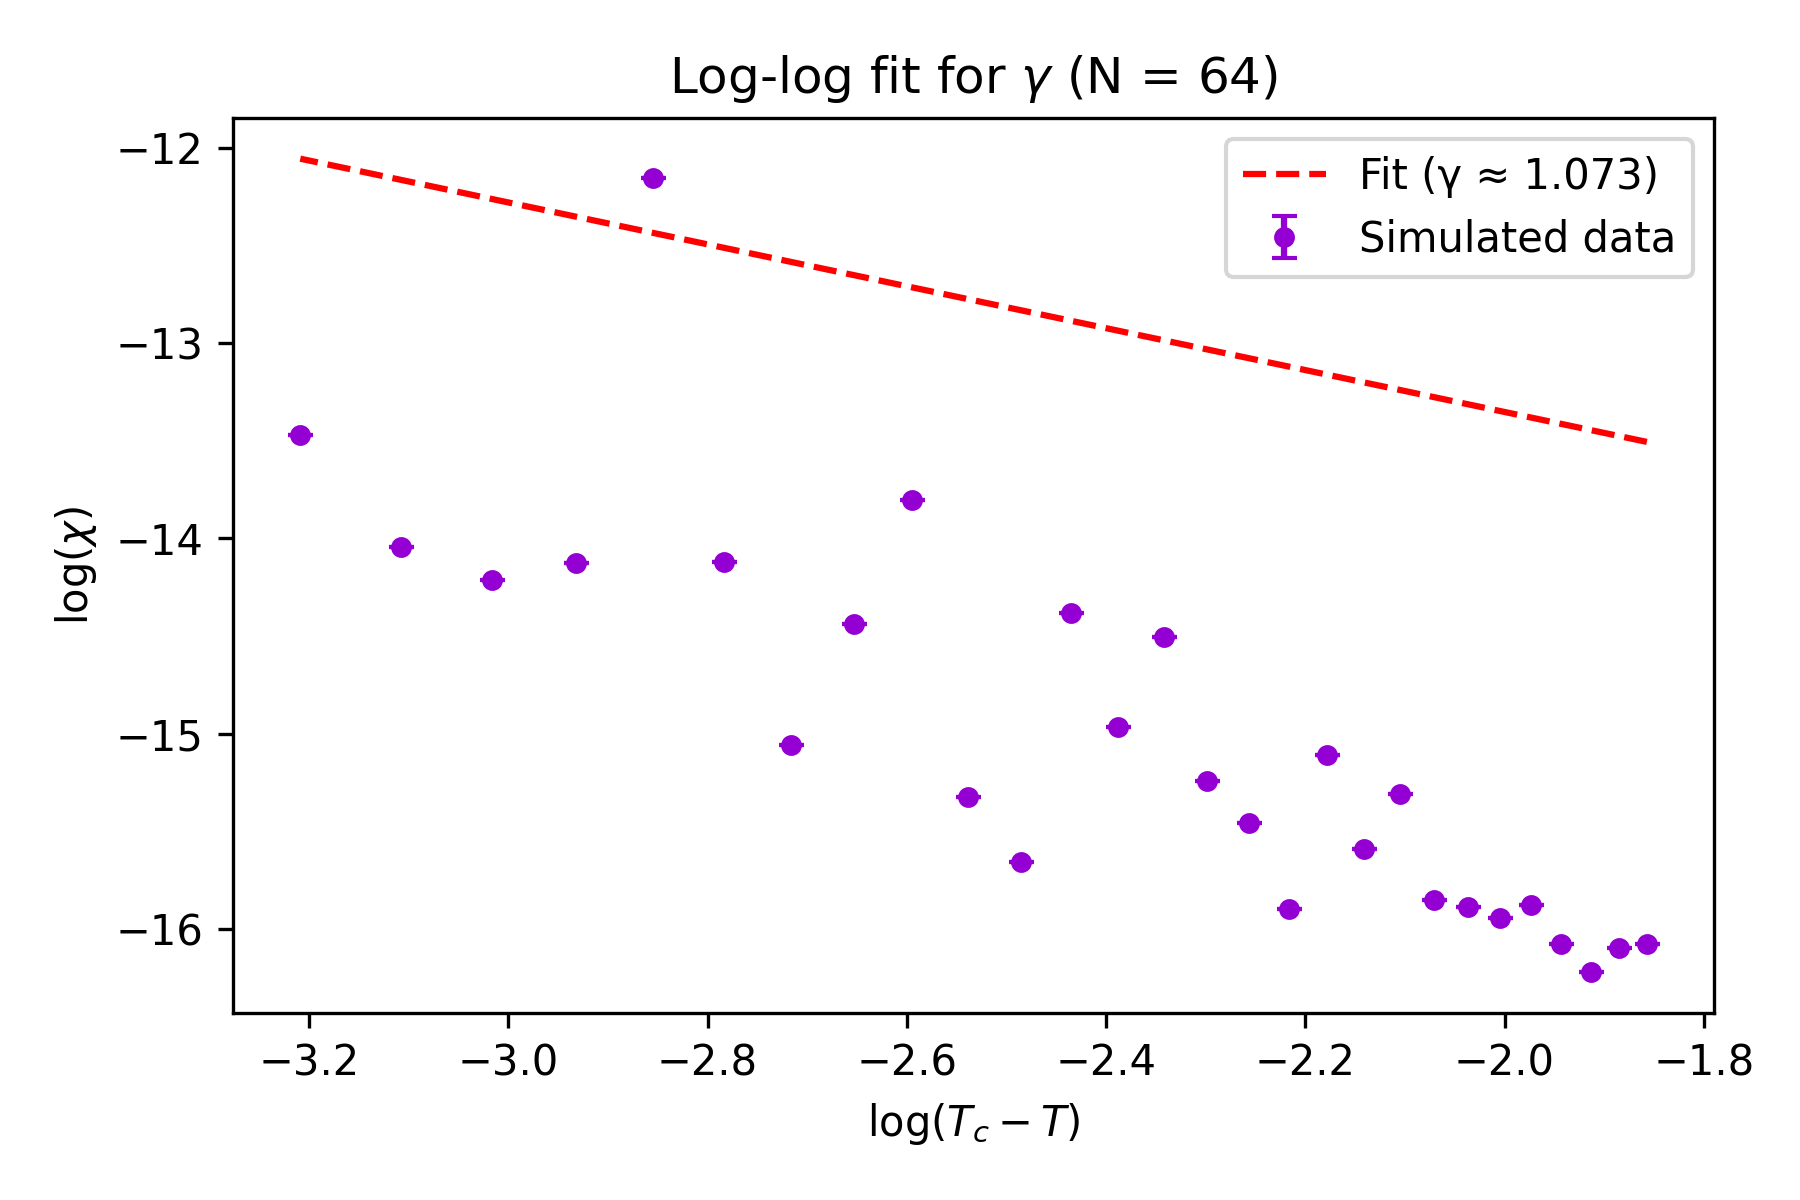 Log-log fit for γ (N = 64)
Fit (γ ≈ 1.073)
Simulated data
log(χ)
−12
−13
−14
−15
−16
−3.2 −3.0 −2.8 −2.6 −2.4 −2.2 −2.0 −1.8
log(T_c − T)